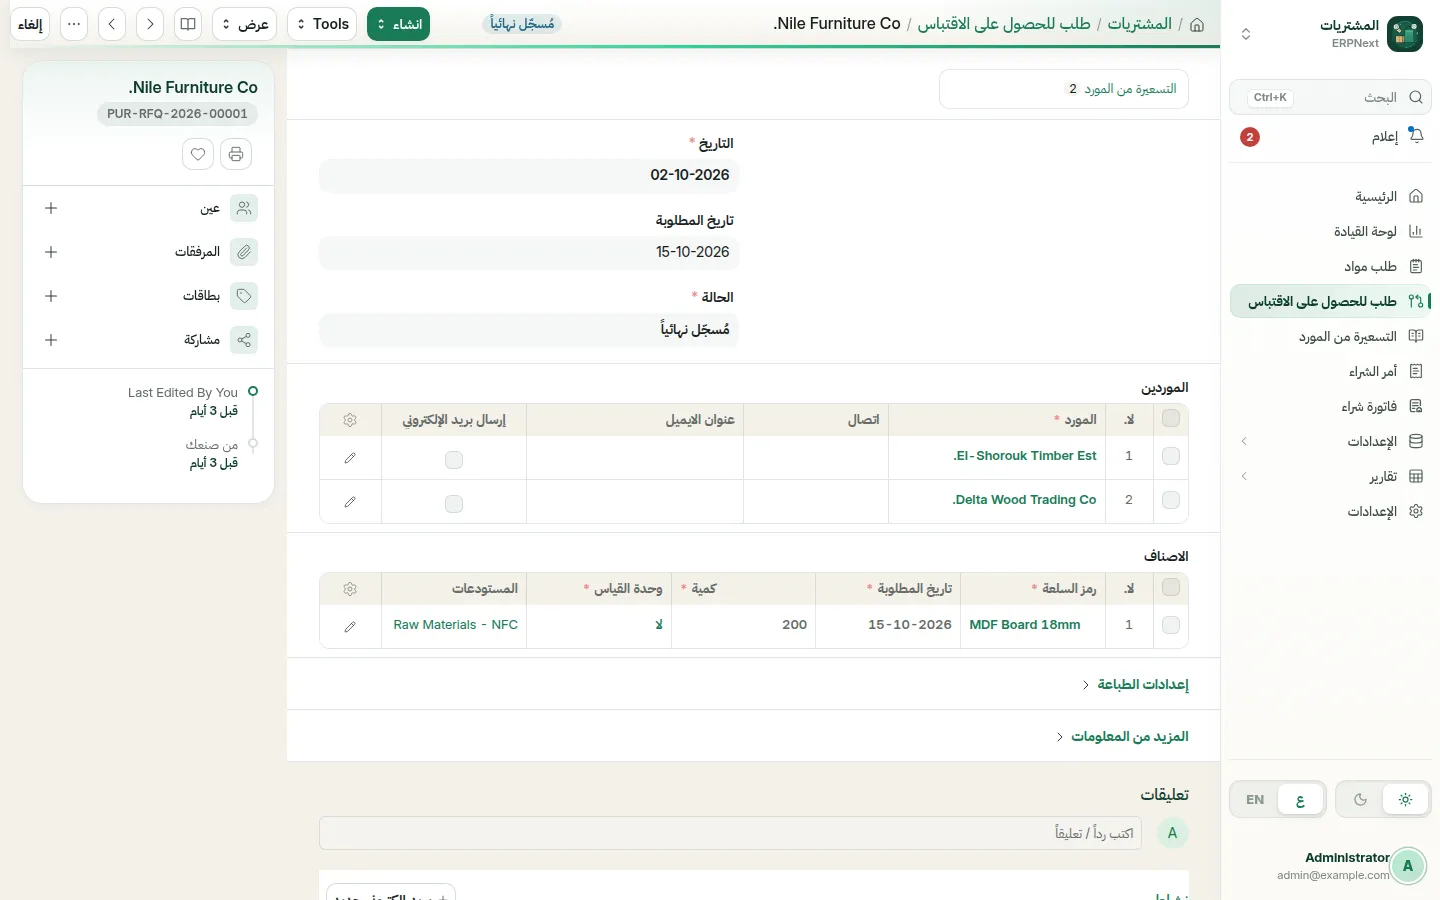 المشتريات
ERPNext
البحث
Ctrl+K
إعلام
2
الرئيسية
لوحة القيادة
طلب مواد
طلب للحصول على الاقتباس
التسعيرة من المورد
أمر الشراء
فاتورة شراء
الإعدادات
تقارير
الإعدادات
ع
EN
Administrator
admin@example.com
A
المشتريات / طلب للحصول على الاقتباس / Nile Furniture Co.
مُسجّل نهائياً
انشاء
Tools
عرض
إلغاء
التسعيرة من المورد 2
التاريخ *
02-10-2026
تاريخ المطلوبة
15-10-2026
الحالة *
مُسجّل نهائياً
الموردين
لا. المورد * اتصال عنوان الايميل إرسال بريد الإلكتروني
1 El-Shorouk Timber Est.
2 Delta Wood Trading Co.
الاصناف
لا. رمز السلعة * تاريخ المطلوبة * كمية * وحدة القياس * المستودعات
1 MDF Board 18mm 15-10-2026 200 لا Raw Materials - NFC
إعدادات الطباعة
المزيد من المعلومات
تعليقات
A
اكتب رداً / تعليقاً
Nile Furniture Co.
PUR-RFQ-2026-00001
عين
المرفقات
بطاقات
مشاركة
Last Edited By You
قبل 3 أيام
من صنعك
قبل 3 أيام